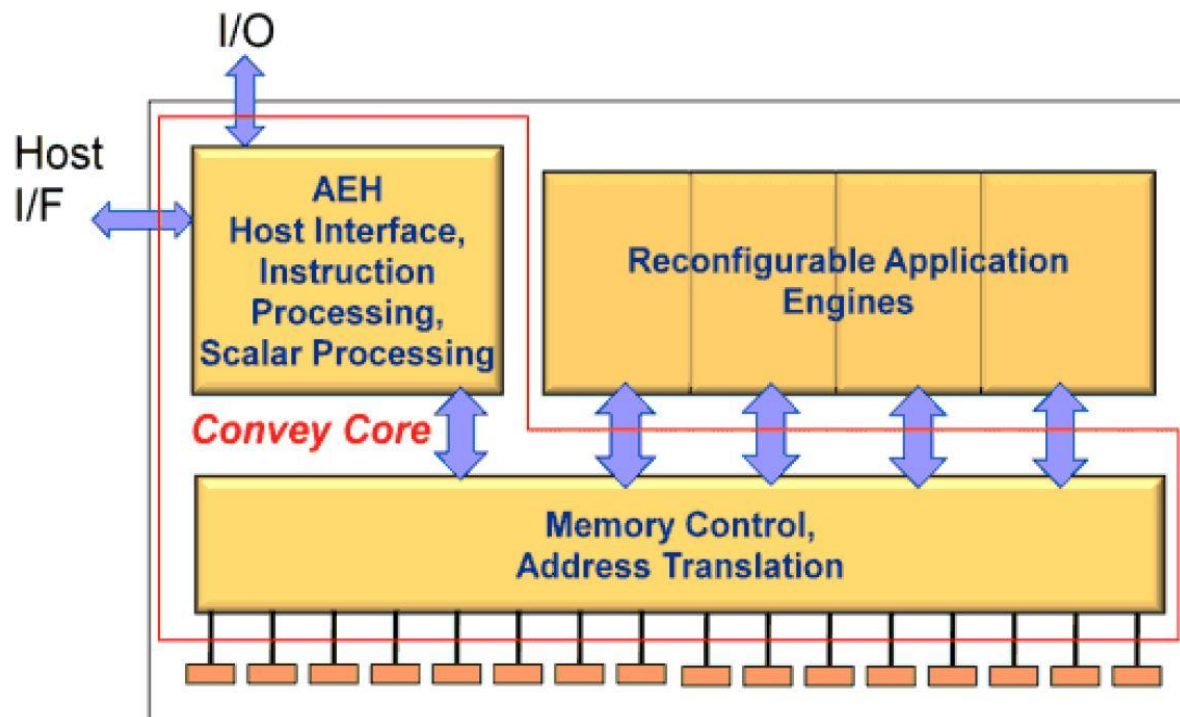 I/O
Host
I/F
AEH
Host Interface,
Instruction
Processing,
Scalar Processing
Reconfigurable Application
Engines
Convey Core
Memory Control,
Address Translation